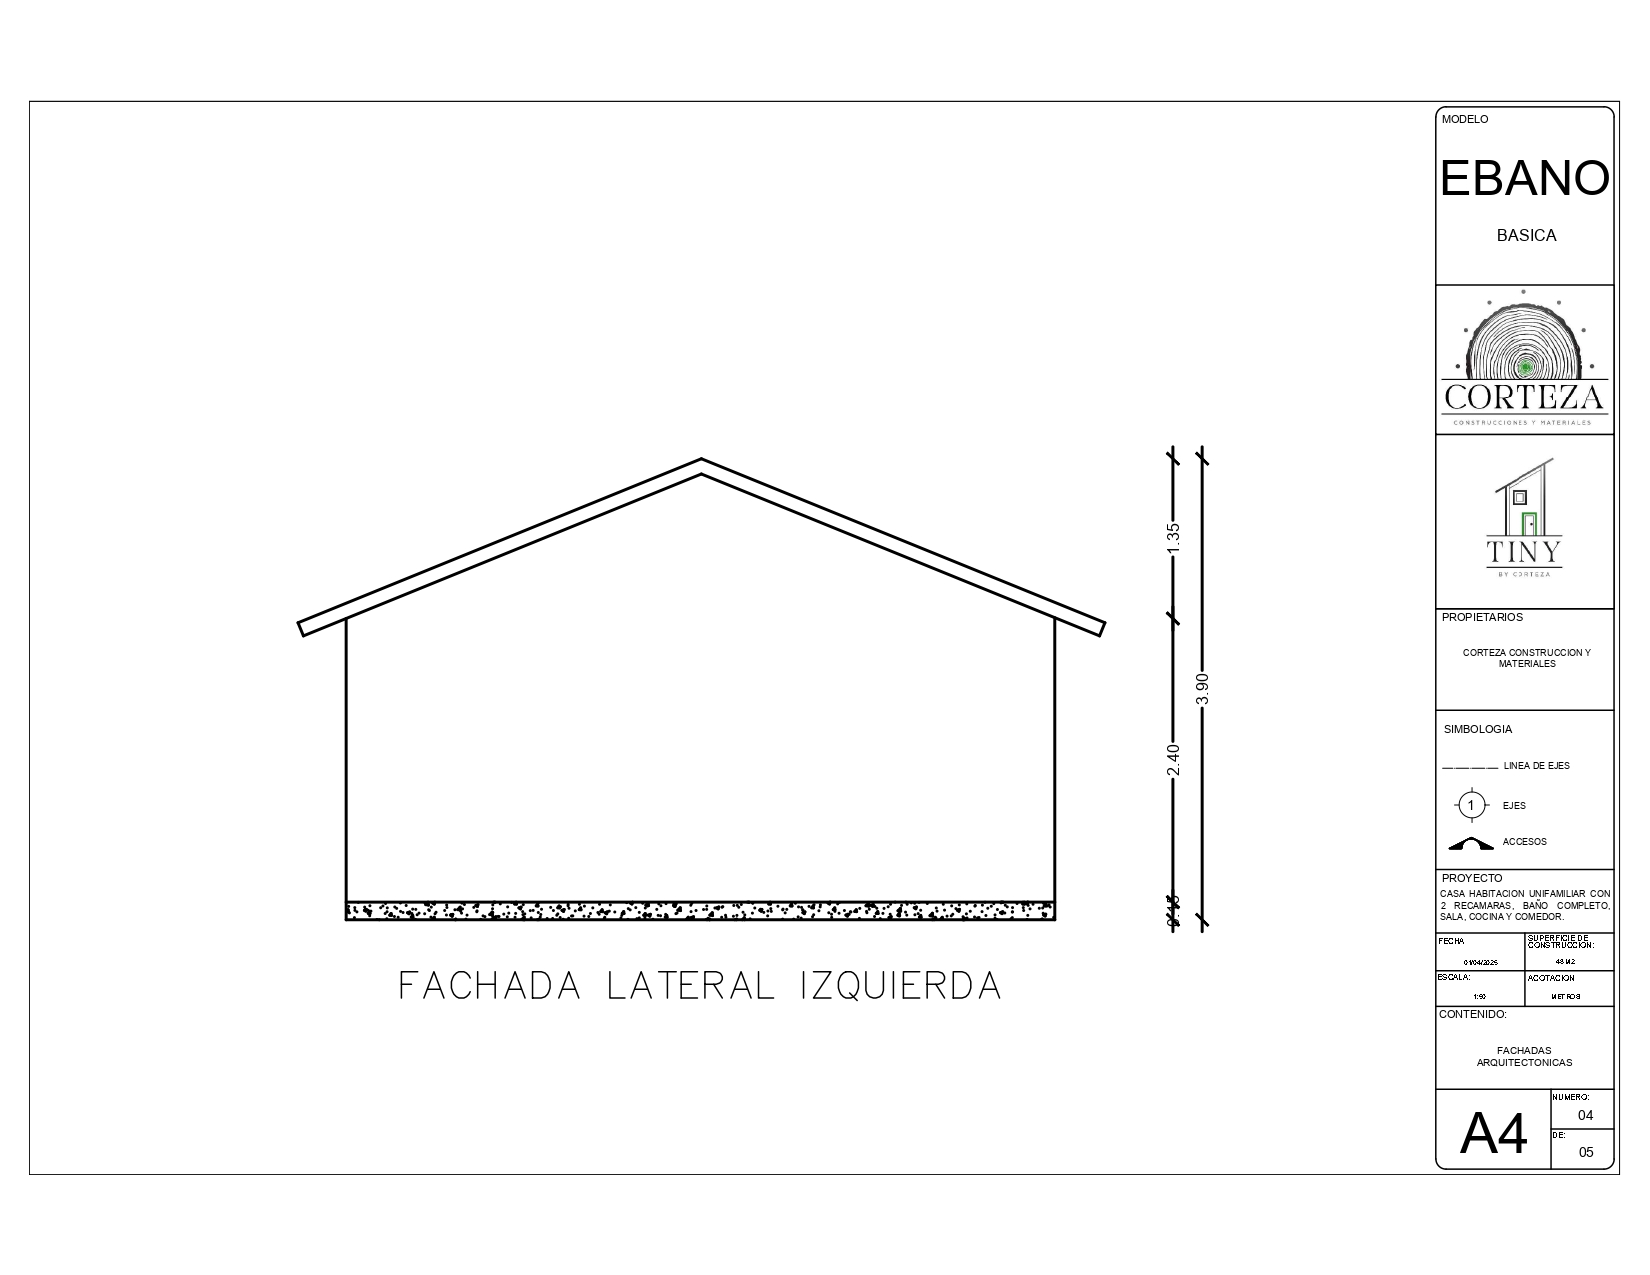 MODELO
EBANO
BASICA
CORTEZA
CONSTRUCCIONES Y MATERIALES
TINY
BY CORTEZA
PROPIETARIOS
CORTEZA CONSTRUCCION Y
MATERIALES
SIMBOLOGIA
LINEA DE EJES
1
EJES
ACCESOS
PROYECTO
CASA HABITACION UNIFAMILIAR CON
2 RECAMARAS, BAÑO COMPLETO,
SALA, COCINA Y COMEDOR.
FECHA
01/04/2025
SUPERFICIE DE
CONSTRUCCION:
48 M2
ESCALA:
1:50
ACOTACION
METROS
CONTENIDO:
FACHADAS
ARQUITECTONICAS
A4
NUMERO:
04
DE:
05
1.35
2.40
0.15
3.90
FACHADA LATERAL IZQUIERDA